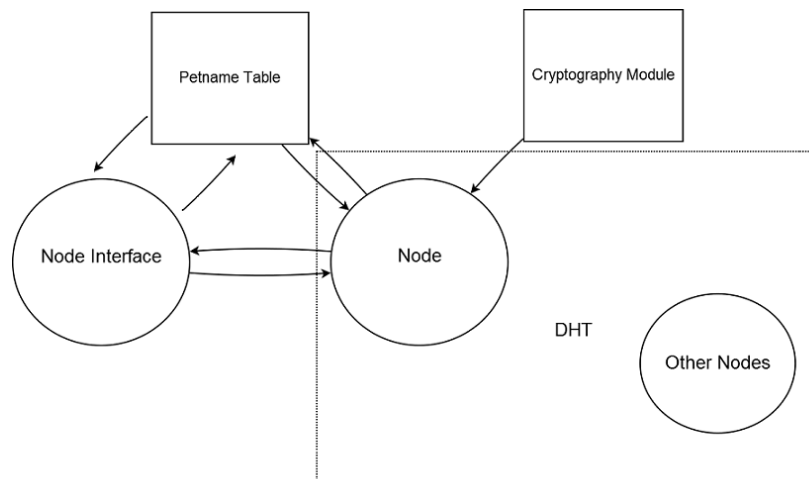 Petname Table
Cryptography Module
Node Interface
Node
DHT
Other Nodes